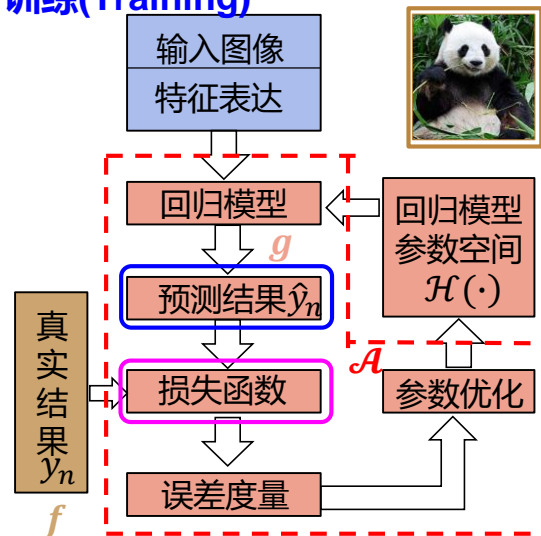 训练(Training)
输入图像
特征表达
回归模型
g
回归模型
参数空间
ℋ(·)
预测结果ŷₙ
真实结果
yₙ
f
损失函数
𝒜
参数优化
误差度量